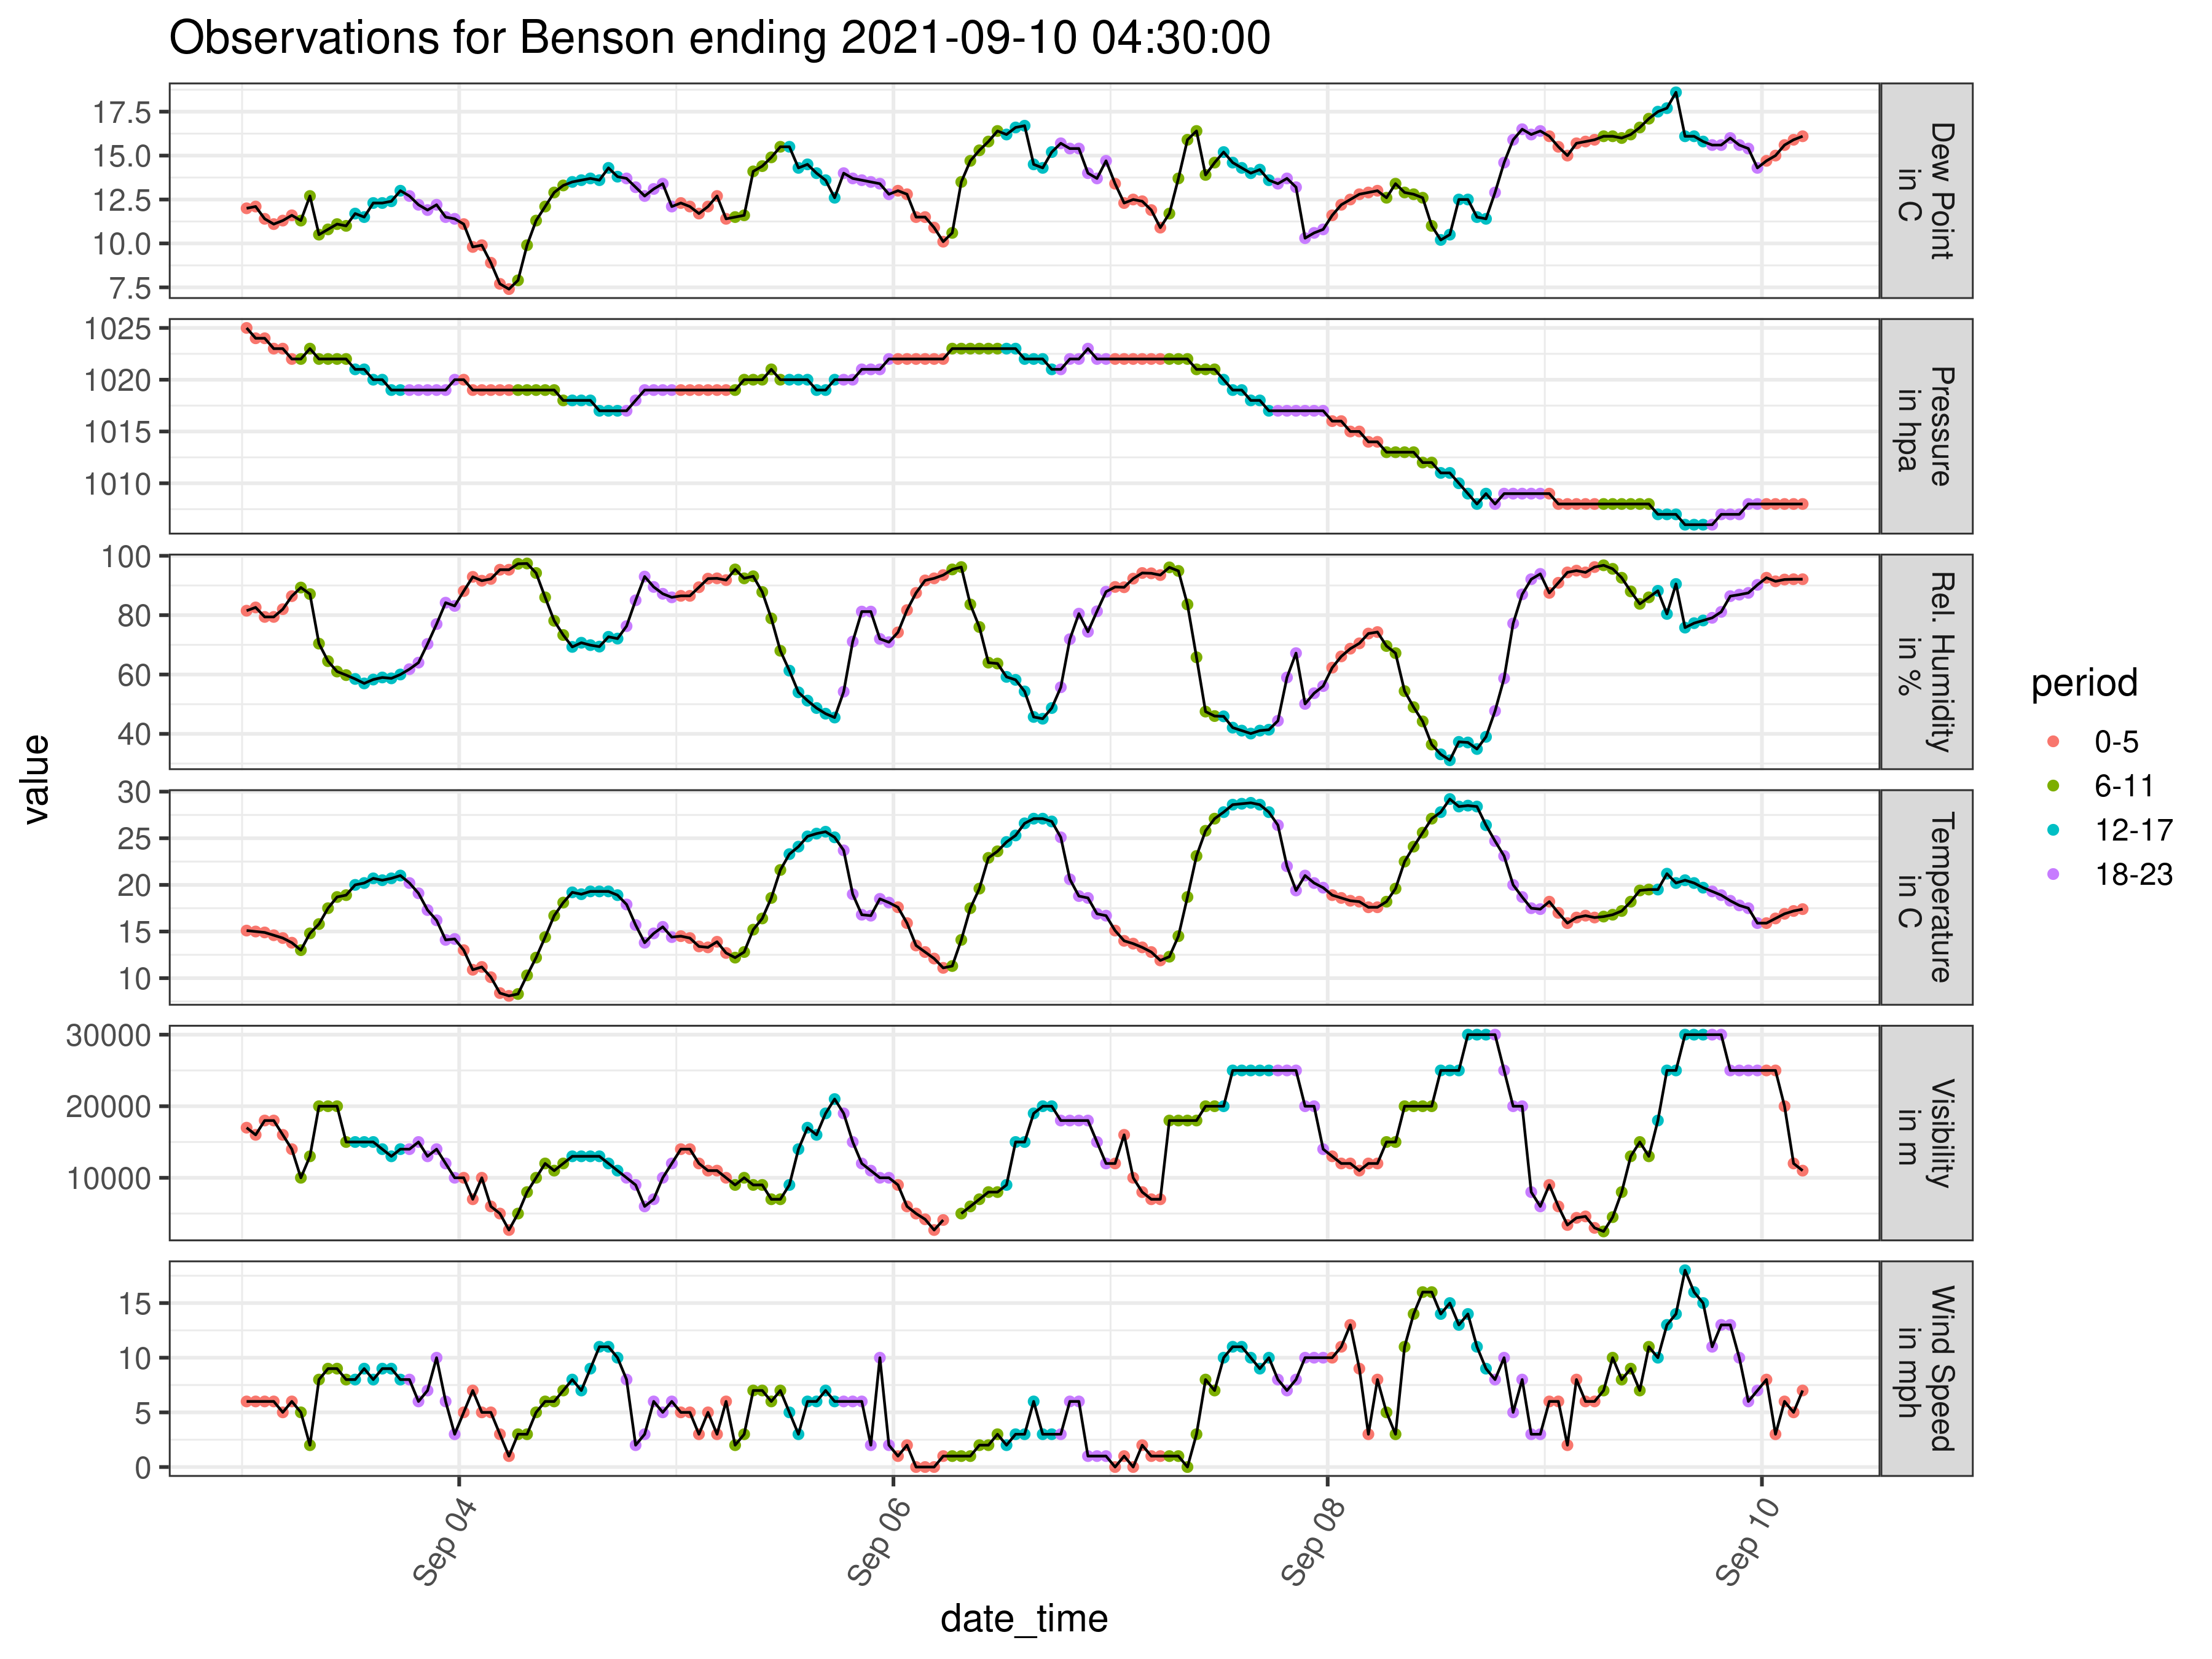 Observations for Benson ending 2021-09-10 04:30:00
value
17.5
15.0
12.5
10.0
7.5
Dew Point
in C
1025
1020
1015
1010
Pressure
in hpa
100
80
60
40
Rel. Humidity
in %
30
25
20
15
10
Temperature
in C
30000
20000
10000
Visibility
in m
15
10
5
0
Wind Speed
in mph
Sep 04
Sep 06
Sep 08
Sep 10
date_time
period
0-5
6-11
12-17
18-23